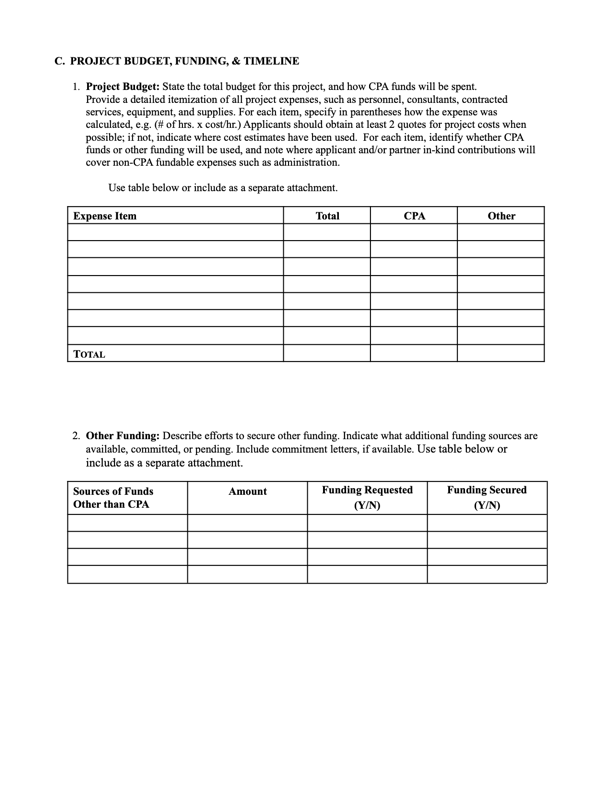 C. PROJECT BUDGET, FUNDING, & TIMELINE
1. Project Budget: State the total budget for this project, and how CPA funds will be spent.
Provide a detailed itemization of all project expenses, such as personnel, consultants, contracted
services, equipment, and supplies. For each item, specify in parentheses how the expense was
calculated, e.g. (# of hrs. x cost/hr.) Applicants should obtain at least 2 quotes for project costs when
possible; if not, indicate where cost estimates have been used. For each item, identify whether CPA
funds or other funding will be used, and note where applicant and/or partner in-kind contributions will
cover non-CPA fundable expenses such as administration.
Use table below or include as a separate attachment.
Expense Item Total CPA Other
TOTAL
2. Other Funding: Describe efforts to secure other funding. Indicate what additional funding sources are
available, committed, or pending. Include commitment letters, if available. Use table below or
include as a separate attachment.
Sources of Funds Amount Funding Requested Funding Secured
Other than CPA (Y/N) (Y/N)